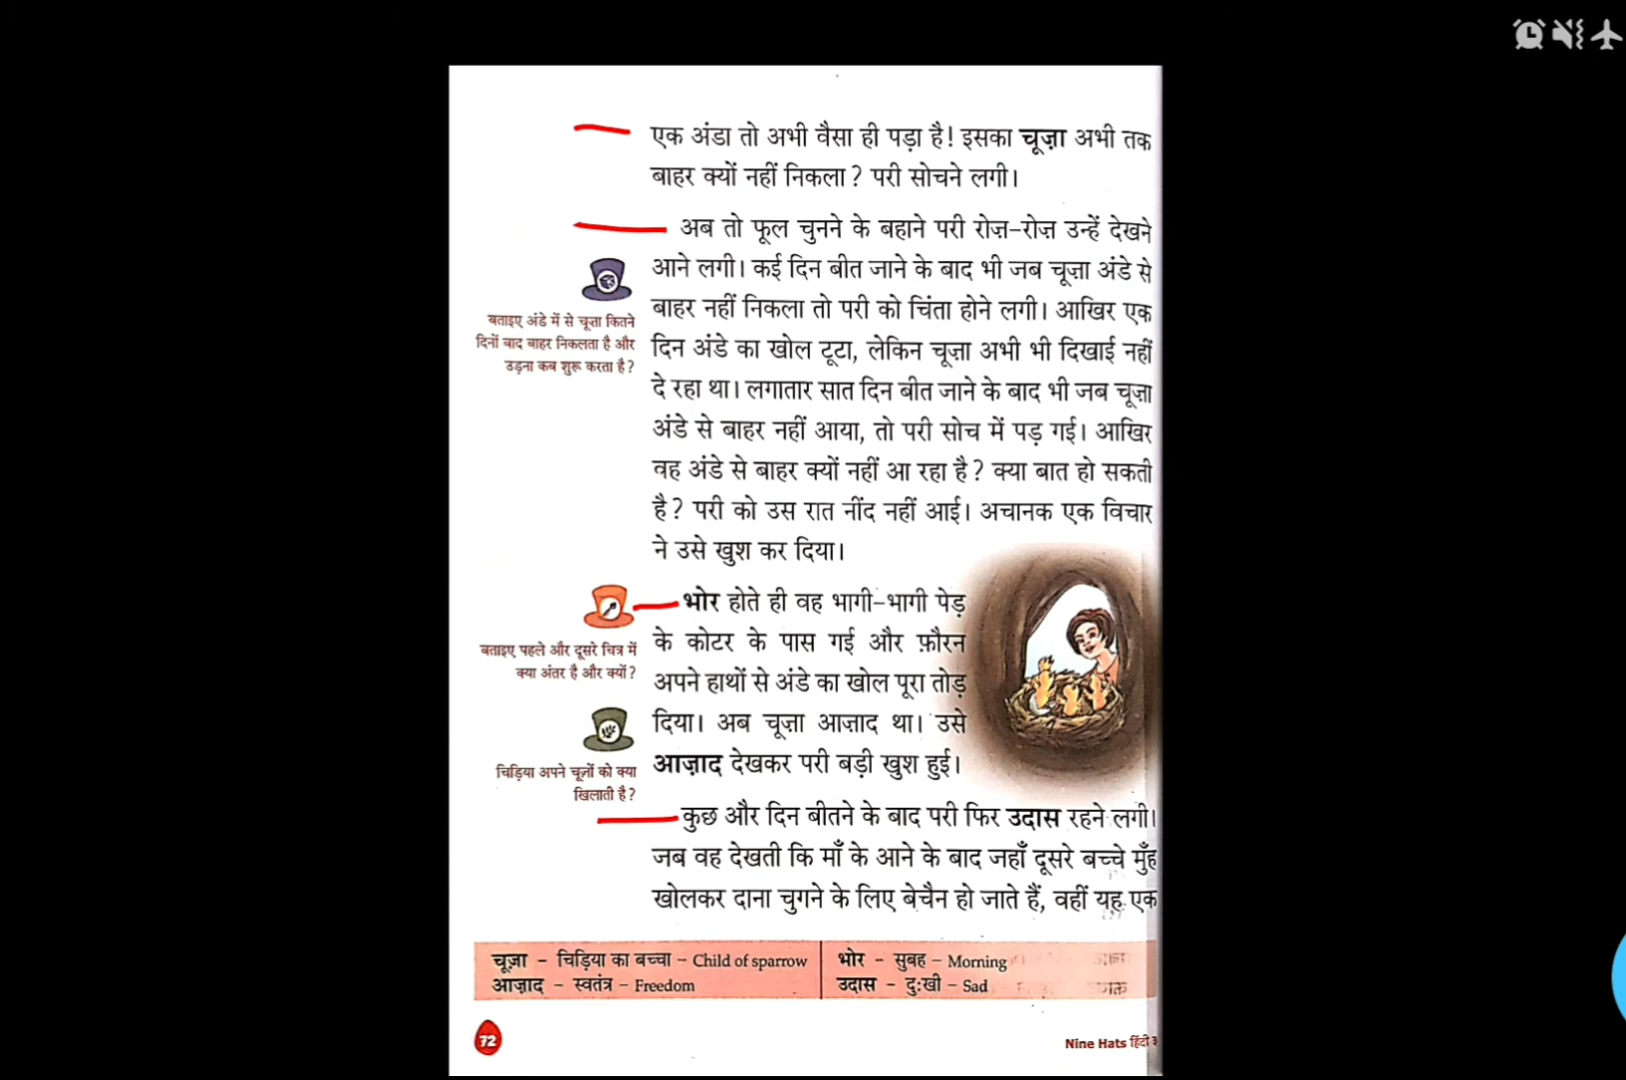 एक अंडा तो अभी वैसा ही पड़ा है! इसका चूज़ा अभी तक
बाहर क्यों नहीं निकला? परी सोचने लगी।
अब तो फूल चुनने के बहाने परी रोज़-रोज़ उन्हें देखने
आने लगी। कई दिन बीत जाने के बाद भी जब चूज़ा अंडे से
बाहर नहीं निकला तो परी को चिंता होने लगी। आखिर एक
दिन अंडे का खोल टूटा, लेकिन चूज़ा अभी भी दिखाई नहीं
दे रहा था। लगातार सात दिन बीत जाने के बाद भी जब चूज़ा
अंडे से बाहर नहीं आया, तो परी सोच में पड़ गई। आखिर
वह अंडे से बाहर क्यों नहीं आ रहा है? क्या बात हो सकती
है? परी को उस रात नींद नहीं आई। अचानक एक विचार
ने उसे खुश कर दिया।
बताइए अंडे में से चूज़ा कितने
दिनों बाद बाहर निकलता है और
उड़ना कब शुरू करता है?
भोर होते ही वह भागी-भागी पेड़
के कोटर के पास गई और फ़ौरन
अपने हाथों से अंडे का खोल पूरा तोड़
दिया। अब चूज़ा आज़ाद था। उसे
आज़ाद देखकर परी बड़ी खुश हुई।
बताइए पहले और दूसरे चित्र में
क्या अंतर है और क्यों?
चिड़िया अपने चूज़ों को क्या
खिलाती है?
कुछ और दिन बीतने के बाद परी फिर उदास रहने लगी।
जब वह देखती कि माँ के आने के बाद जहाँ दूसरे बच्चे मुँह
खोलकर दाना चुगने के लिए बेचैन हो जाते हैं, वहीं यह एक
चूज़ा – चिड़िया का बच्चा – Child of sparrow
आज़ाद – स्वतंत्र – Freedom
भोर – सुबह – Morning
उदास – दुःखी – Sad
72
Nine Hats हिंदी